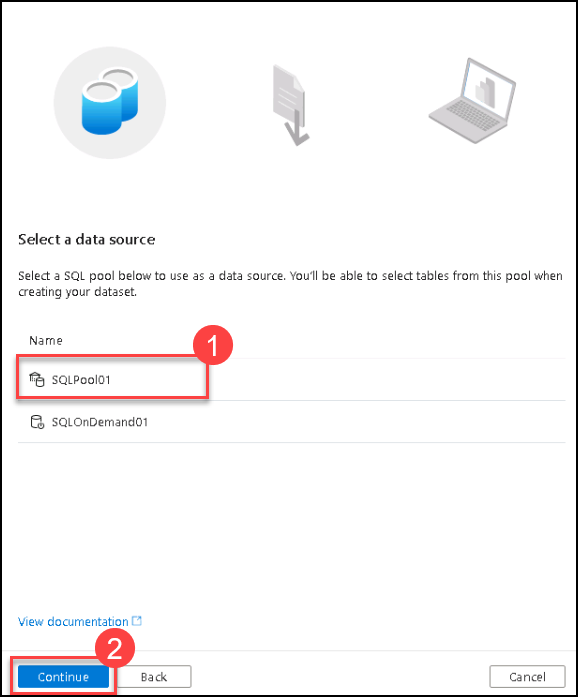 Select a data source
Select a SQL pool below to use as a data source. You'll be able to select tables from this pool when
creating your dataset.
Name
1
SQLPool01
SQLOnDemand01
View documentation
2
Continue
Back
Cancel